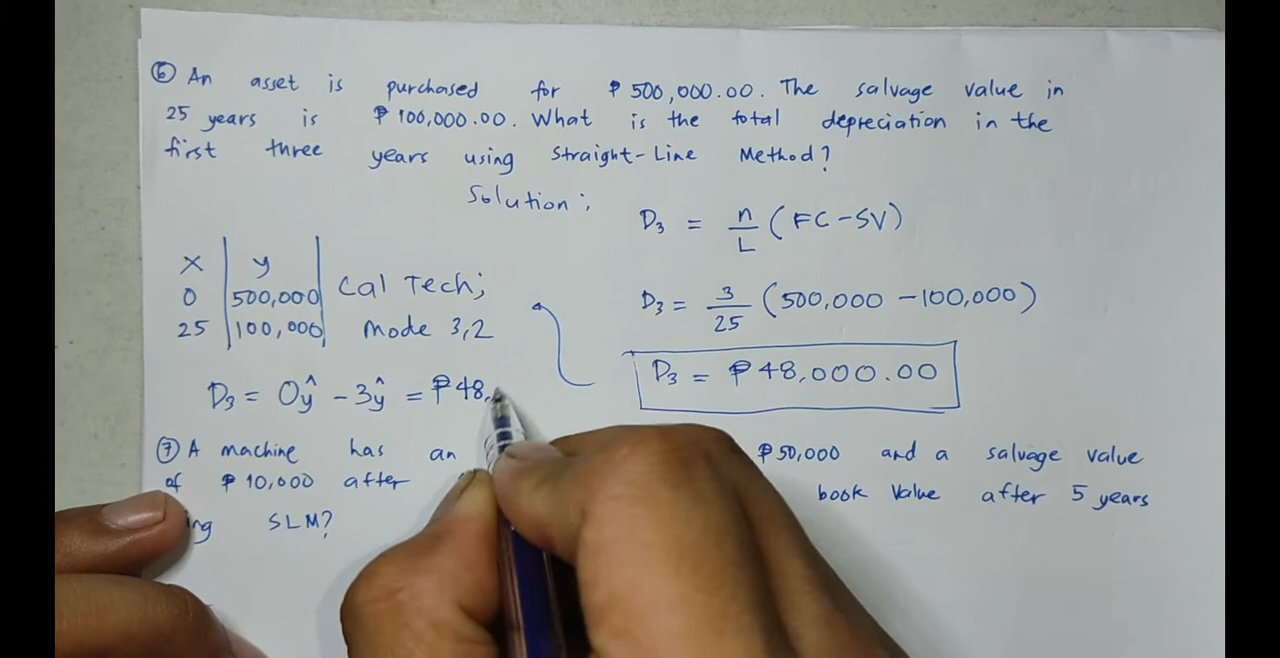 ⑥ An asset is purchased for ₱500,000.00. The salvage value in
25 years is ₱100,000.00. What is the total depreciation in the
first three years using Straight-Line Method?
Solution;
D₃ = n/L (FC - SV)
x y
0 500,000
25 100,000
Cal Tech;
Mode 3,2
D₃ = 3/25 (500,000 - 100,000)
D₃ = ₱48,000.00
D₃ = 0ŷ - 3ŷ = ₱48,
⑦ A machine has an ₱50,000 and a salvage value
of ₱10,000 after book value after 5 years
SLM?